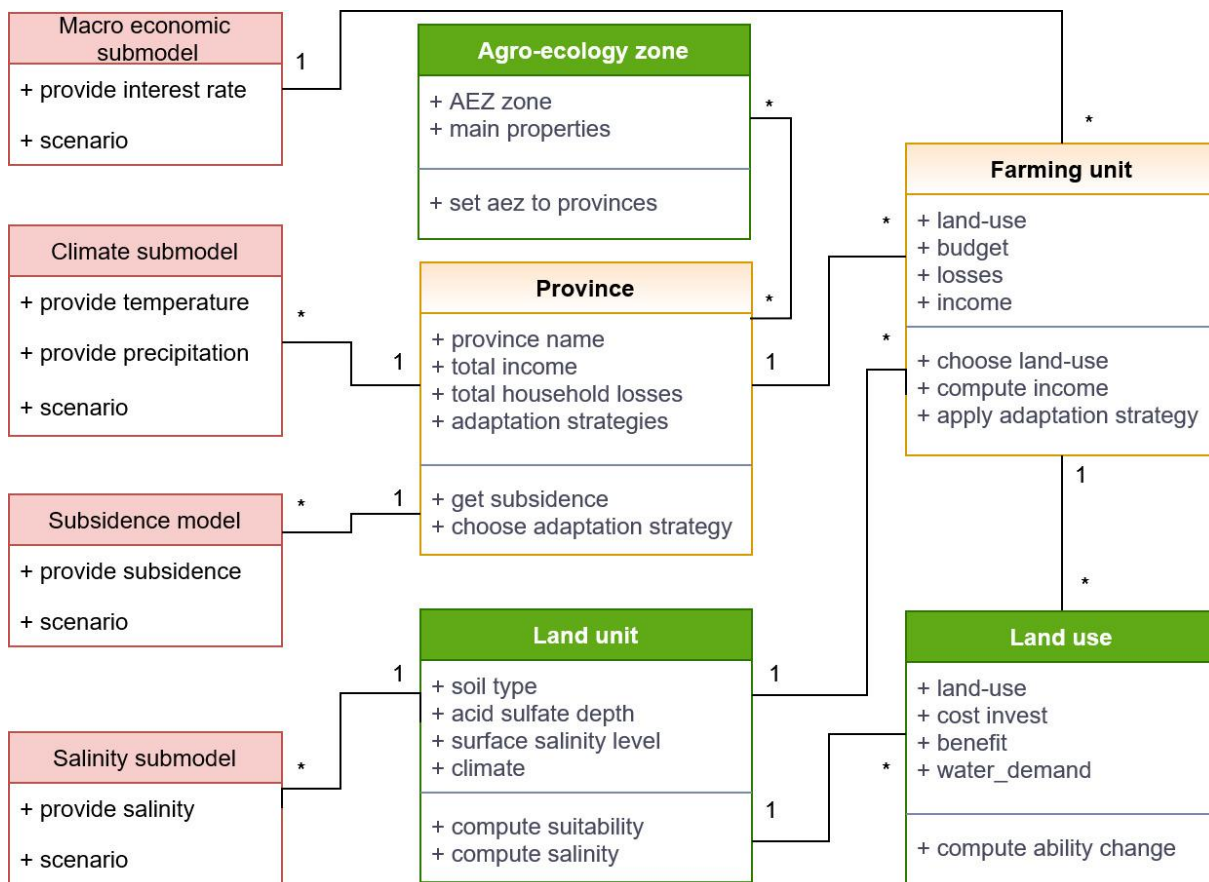 Macro economic
submodel
+ provide interest rate
+ scenario
1
Agro-ecology zone
+ AEZ zone
+ main properties
+ set aez to provinces
*
*
Farming unit
+ land-use
+ budget
+ losses
+ income
+ choose land-use
+ compute income
+ apply adaptation strategy
*
*
1
Climate submodel
+ provide temperature
+ provide precipitation
+ scenario
*
1
Province
+ province name
+ total income
+ total household losses
+ adaptation strategies
+ get subsidence
+ choose adaptation strategy
*
1
Subsidence model
+ provide subsidence
+ scenario
*
1
Land unit
+ soil type
+ acid sulfate depth
+ surface salinity level
+ climate
+ compute suitability
+ compute salinity
1
1
1
*
*
Land use
+ land-use
+ cost invest
+ benefit
+ water_demand
+ compute ability change
Salinity submodel
+ provide salinity
+ scenario
*